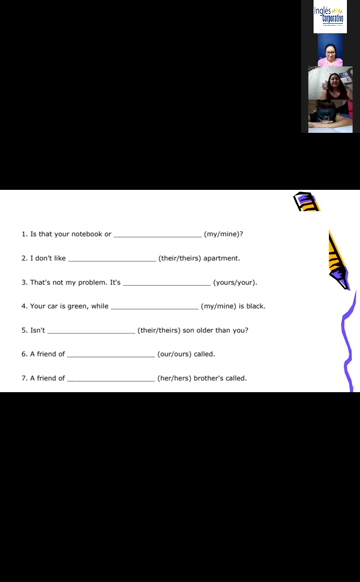 Inglés
Corporativo
1. Is that your notebook or ______________________ (my/mine)?
2. I don't like ______________________ (their/theirs) apartment.
3. That's not my problem. It's ______________________ (yours/your).
4. Your car is green, while ______________________ (my/mine) is black.
5. Isn't ______________________ (their/theirs) son older than you?
6. A friend of ______________________ (our/ours) called.
7. A friend of ______________________ (her/hers) brother's called.